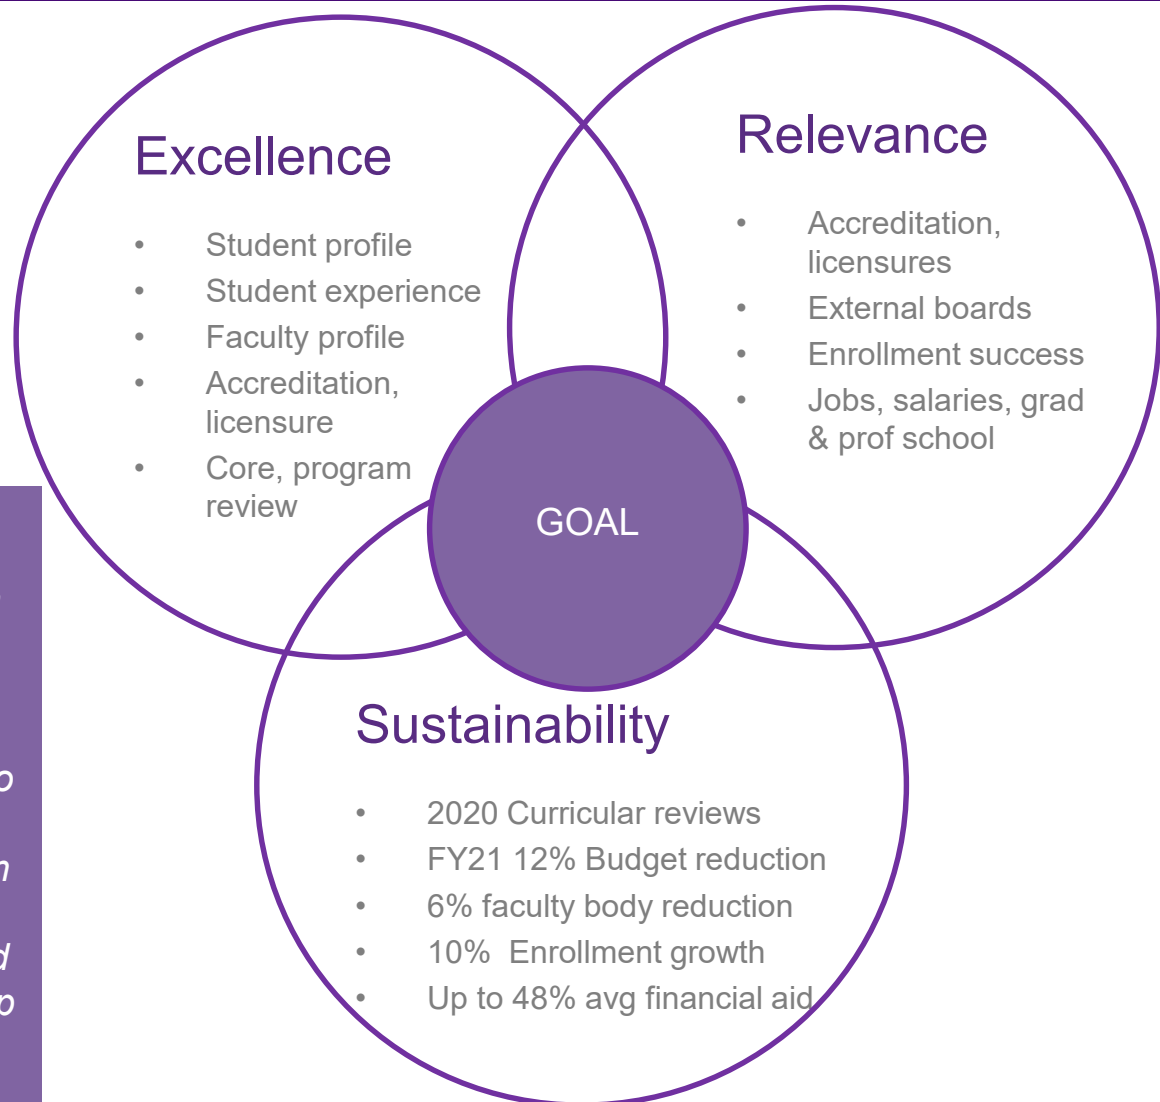 Excellence
• Student profile
• Student experience
• Faculty profile
• Accreditation,
licensure
• Core, program
review
Relevance
• Accreditation,
licensures
• External boards
• Enrollment success
• Jobs, salaries, grad
& prof school
GOAL
Sustainability
• 2020 Curricular reviews
• FY21 12% Budget reduction
• 6% faculty body reduction
• 10%  Enrollment growth
• Up to 48% avg financial aid